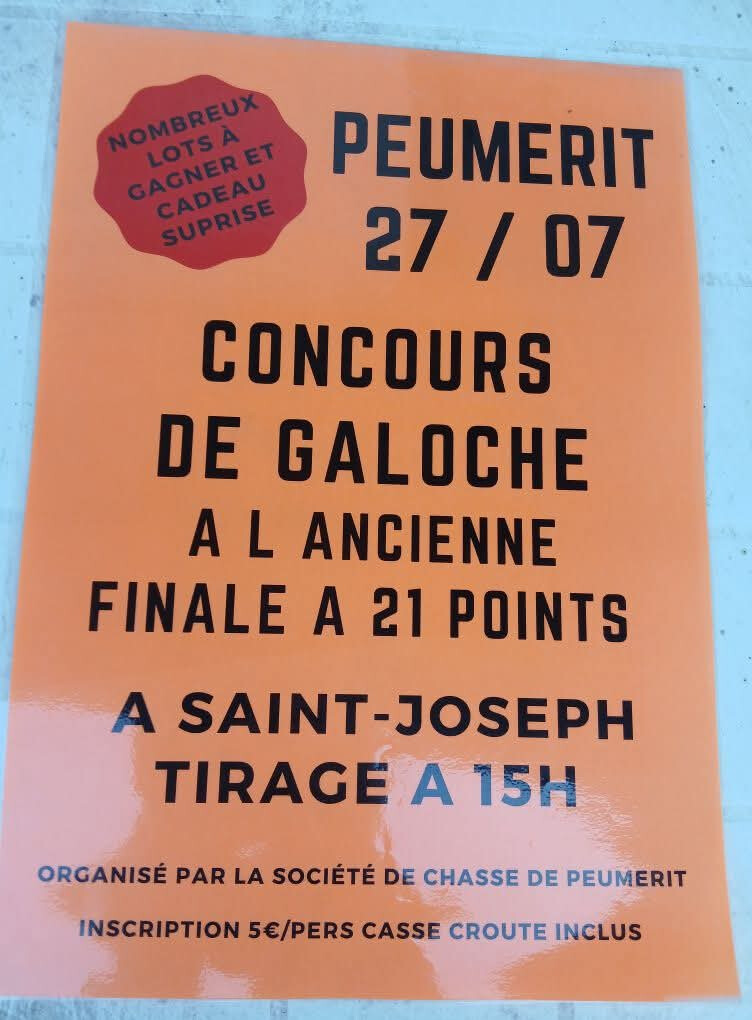 NOMBREUX
LOTS À
GAGNER ET
CADEAU
SUPRISE
PEUMERIT
27 / 07
CONCOURS
DE GALOCHE
A L ANCIENNE
FINALE A 21 POINTS
A SAINT-JOSEPH
TIRAGE A 15H
ORGANISÉ PAR LA SOCIÉTÉ DE CHASSE DE PEUMERIT
INSCRIPTION 5€/PERS CASSE CROUTE INCLUS